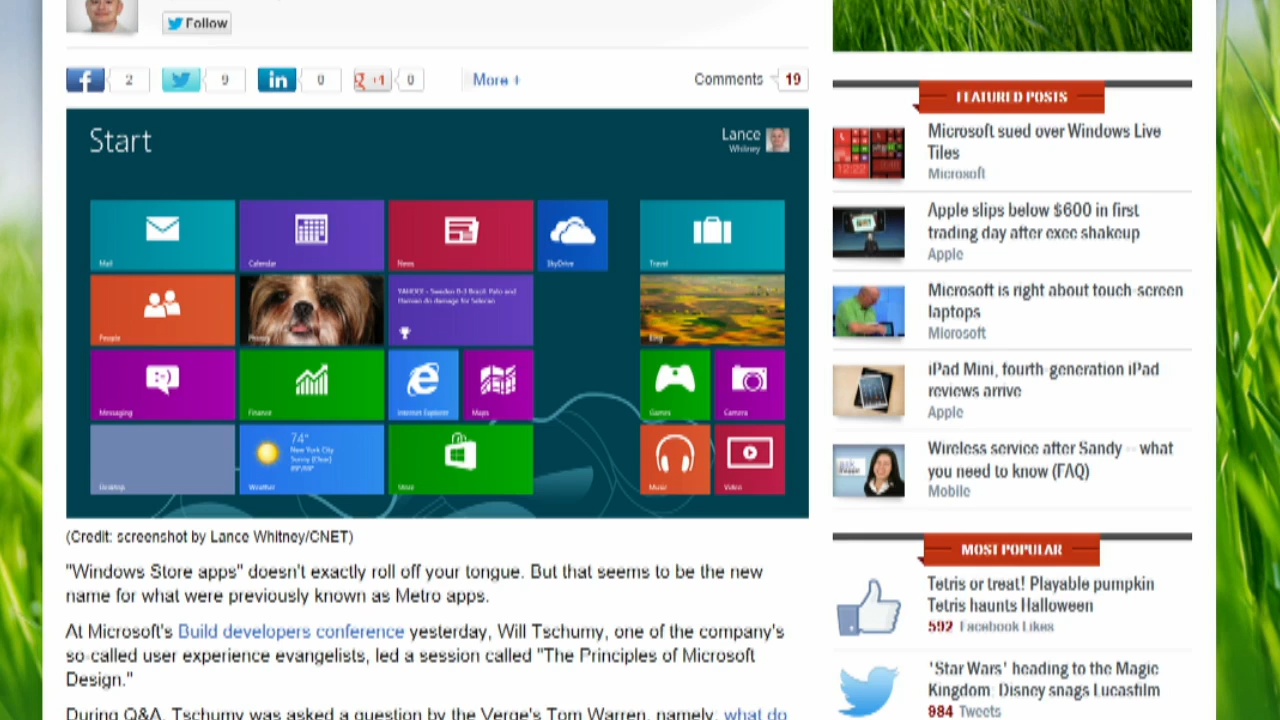 Follow
2
9
in
0
g +1
0
More +
Comments
19
Start
Lance
Whitney
Mail
Calendar
News
SkyDrive
Travel
People
Bing
Messaging
Finance
Internet Explorer
Maps
Games
Camera
Desktop
74°
New York City
Sunny (Clear)
Weather
Store
Music
Video
(Credit: screenshot by Lance Whitney/CNET)
"Windows Store apps" doesn't exactly roll off your tongue. But that seems to be the new
name for what were previously known as Metro apps.
At Microsoft's Build developers conference yesterday, Will Tschumy, one of the company's
so-called user experience evangelists, led a session called "The Principles of Microsoft
Design."
During Q&A, Tschumy was asked a question by the Verge's Tom Warren, namely: what do
FEATURED POSTS
Microsoft sued over Windows Live
Tiles
Microsoft
Apple slips below $600 in first
trading day after exec shakeup
Apple
Microsoft is right about touch-screen
laptops
Microsoft
iPad Mini, fourth-generation iPad
reviews arrive
Apple
Wireless service after Sandy -- what
you need to know (FAQ)
Mobile
MOST POPULAR
Tetris or treat! Playable pumpkin
Tetris haunts Halloween
592 Facebook Likes
'Star Wars' heading to the Magic
Kingdom: Disney snags Lucasfilm
984 Tweets